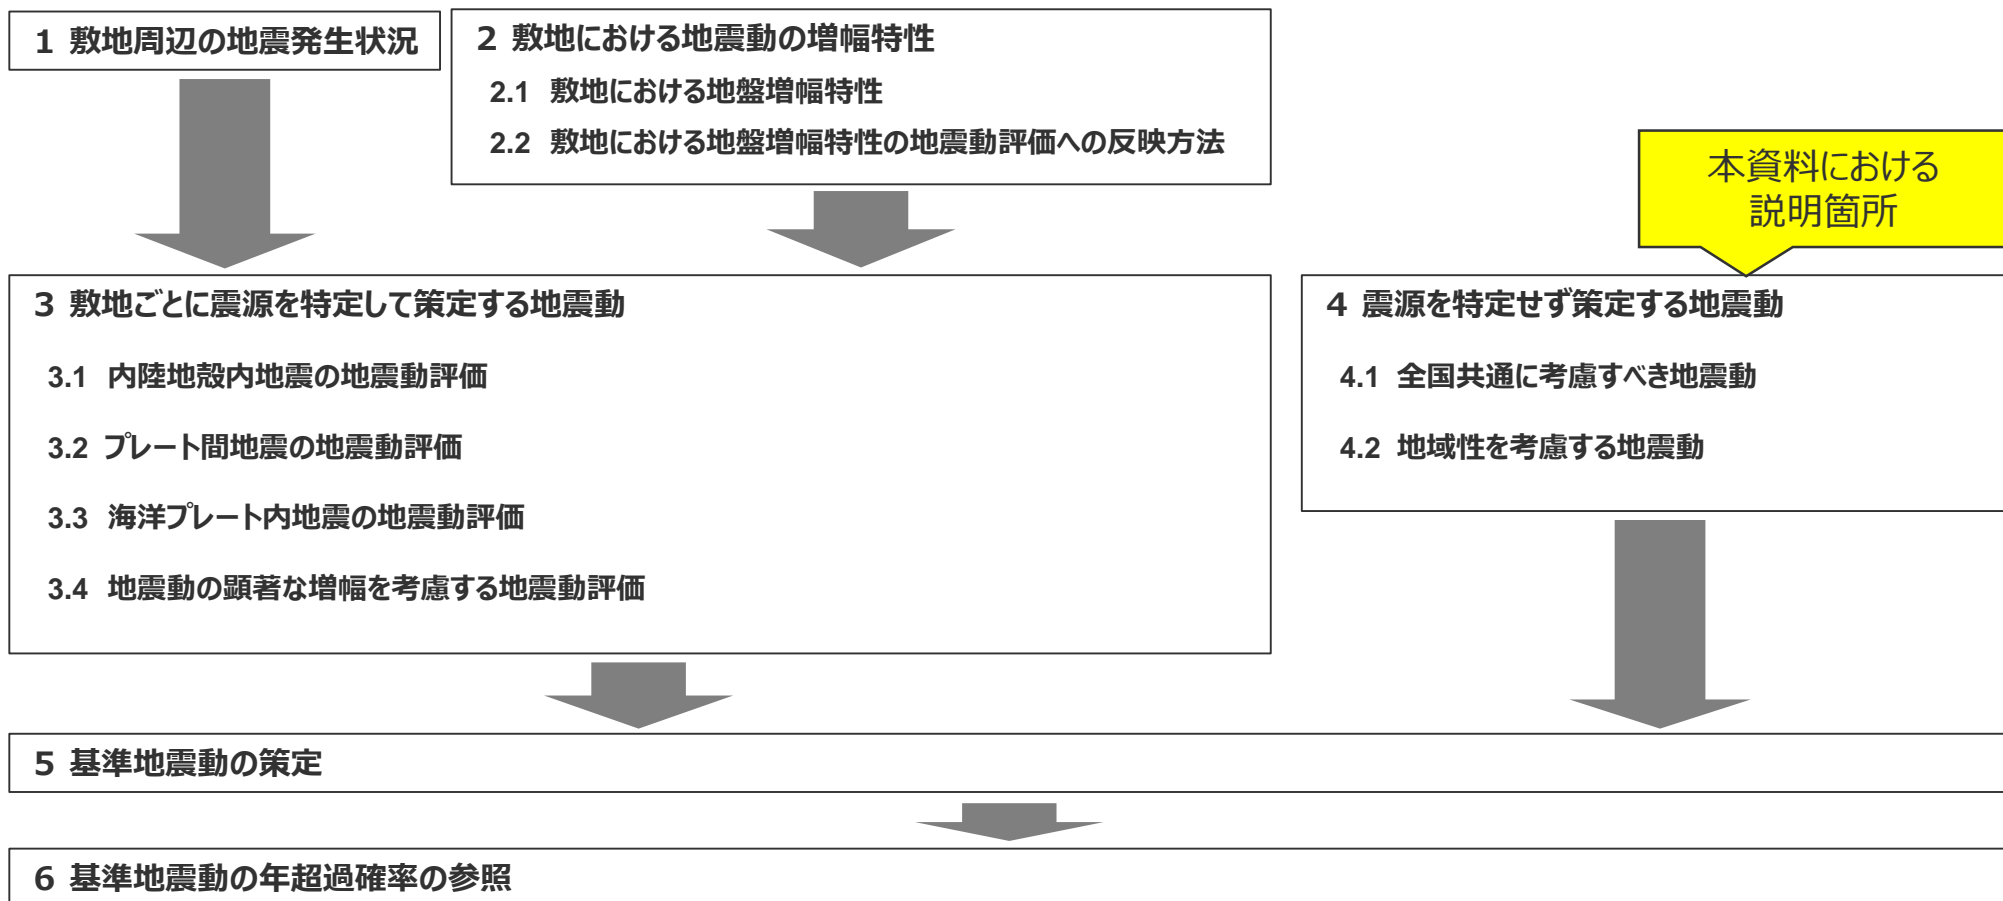 1 敷地周辺の地震発生状況
2 敷地における地震動の増幅特性
2.1 敷地における地盤増幅特性
2.2 敷地における地盤増幅特性の地震動評価への反映方法
本資料における
説明箇所
3 敷地ごとに震源を特定して策定する地震動
3.1 内陸地殻内地震の地震動評価
3.2 プレート間地震の地震動評価
3.3 海洋プレート内地震の地震動評価
3.4 地震動の顕著な増幅を考慮する地震動評価
4 震源を特定せず策定する地震動
4.1 全国共通に考慮すべき地震動
4.2 地域性を考慮する地震動
5 基準地震動の策定
6 基準地震動の年超過確率の参照